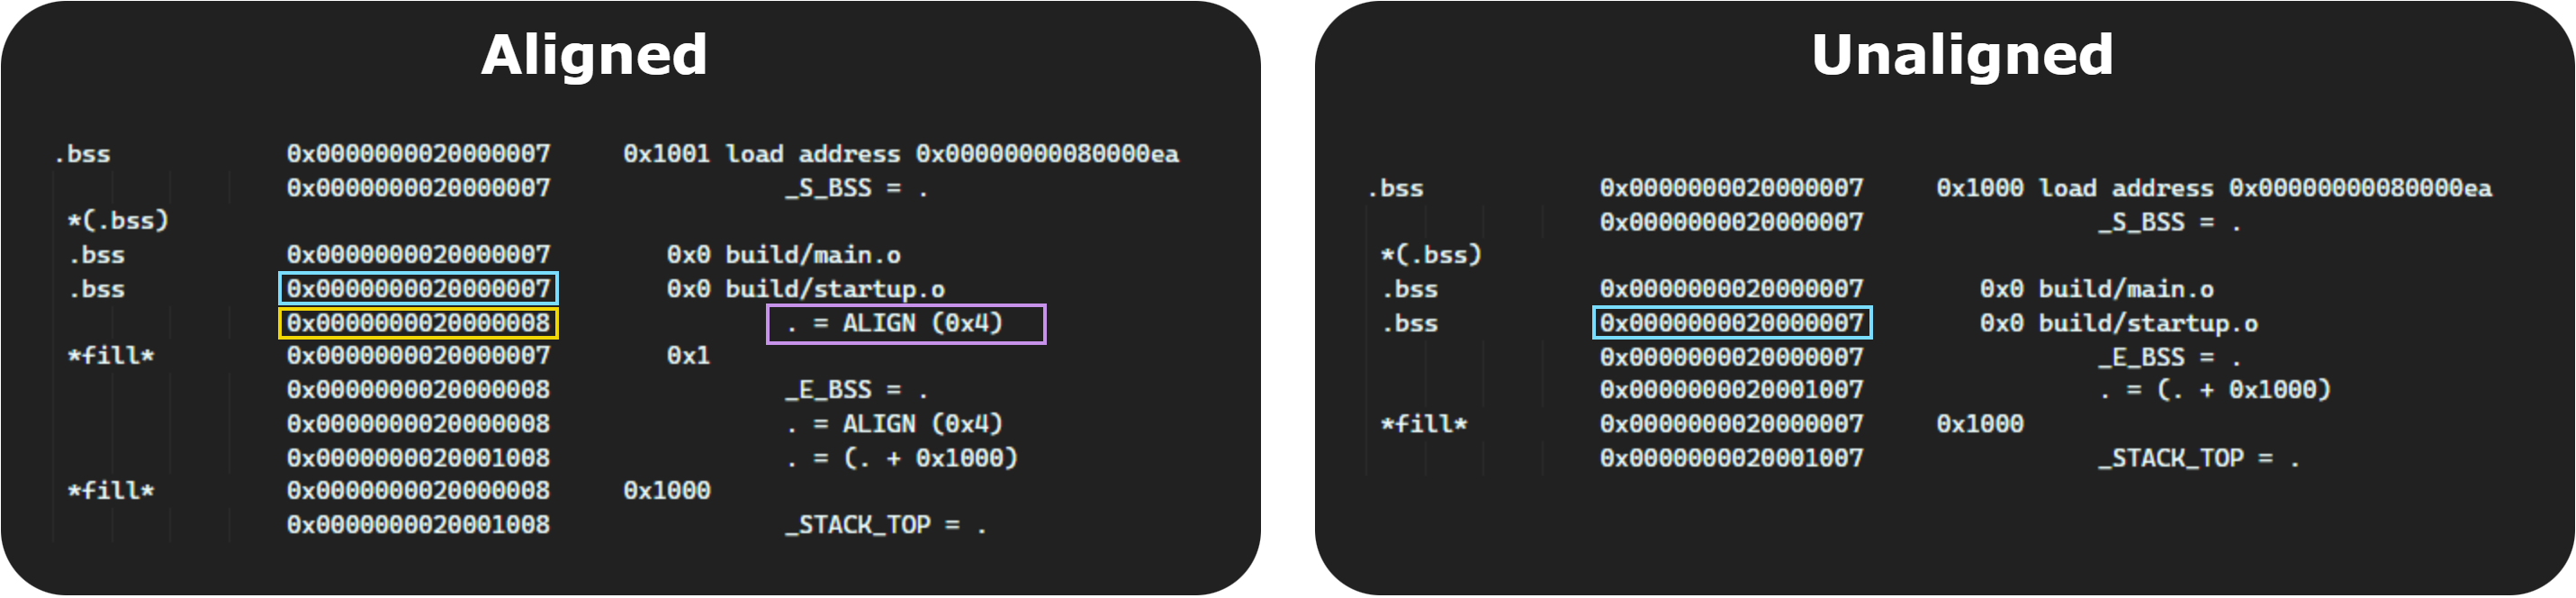 Aligned
.bss 0x0000000020000007 0x1001 load address 0x00000000080000ea
0x0000000020000007 _S_BSS = .
*(.bss)
.bss 0x0000000020000007 0x0 build/main.o
.bss 0x0000000020000007 0x0 build/startup.o
0x0000000020000008 . = ALIGN (0x4)
*fill* 0x0000000020000007 0x1
0x0000000020000008 _E_BSS = .
0x0000000020000008 . = ALIGN (0x4)
0x0000000020001008 . = (. + 0x1000)
*fill* 0x0000000020000008 0x1000
0x0000000020001008 _STACK_TOP = .
Unaligned
.bss 0x0000000020000007 0x1000 load address 0x00000000080000ea
0x0000000020000007 _S_BSS = .
*(.bss)
.bss 0x0000000020000007 0x0 build/main.o
.bss 0x0000000020000007 0x0 build/startup.o
0x0000000020000007 _E_BSS = .
0x0000000020001007 . = (. + 0x1000)
*fill* 0x0000000020000007 0x1000
0x0000000020001007 _STACK_TOP = .